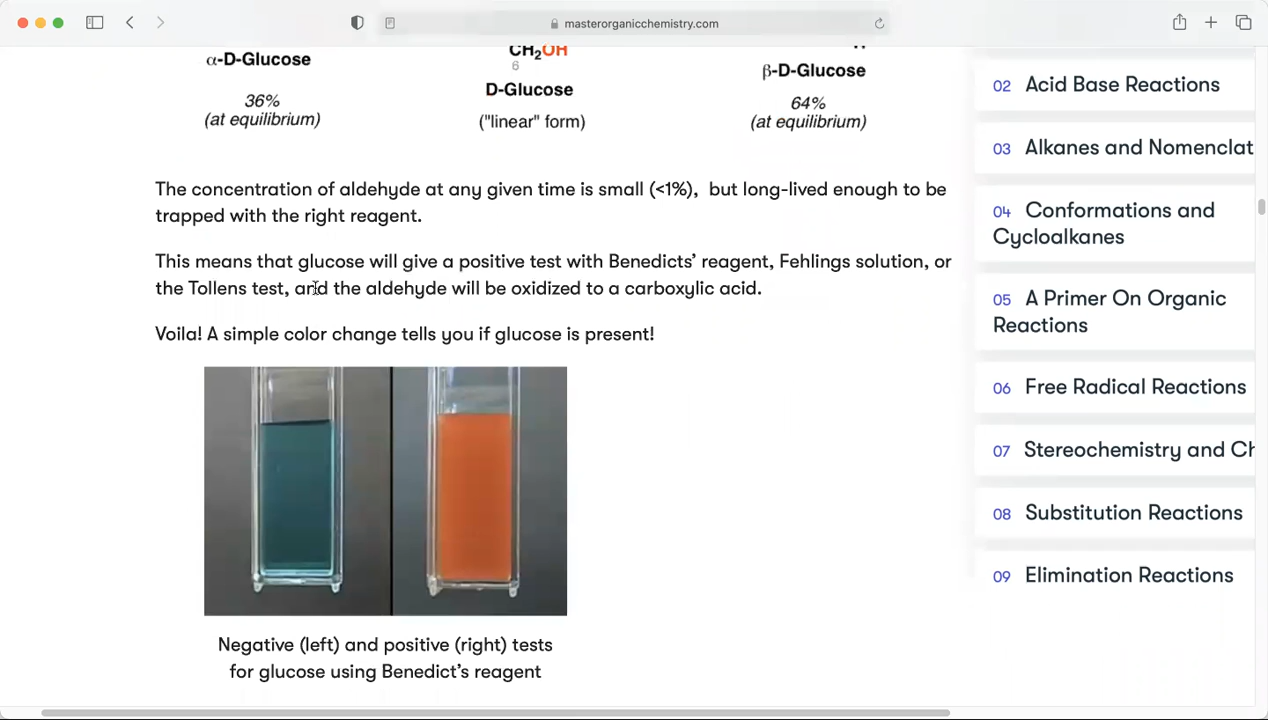 masterorganicchemistry.com
CH2OH
6
α-D-Glucose
36%
(at equilibrium)
D-Glucose
("linear" form)
β-D-Glucose
64%
(at equilibrium)
The concentration of aldehyde at any given time is small (<1%), but long-lived enough to be
trapped with the right reagent.
This means that glucose will give a positive test with Benedicts’ reagent, Fehlings solution, or
the Tollens test, and the aldehyde will be oxidized to a carboxylic acid.
Voila! A simple color change tells you if glucose is present!
Negative (left) and positive (right) tests
for glucose using Benedict’s reagent
02 Acid Base Reactions
03 Alkanes and Nomenclat
04 Conformations and
Cycloalkanes
05 A Primer On Organic
Reactions
06 Free Radical Reactions
07 Stereochemistry and Ch
08 Substitution Reactions
09 Elimination Reactions